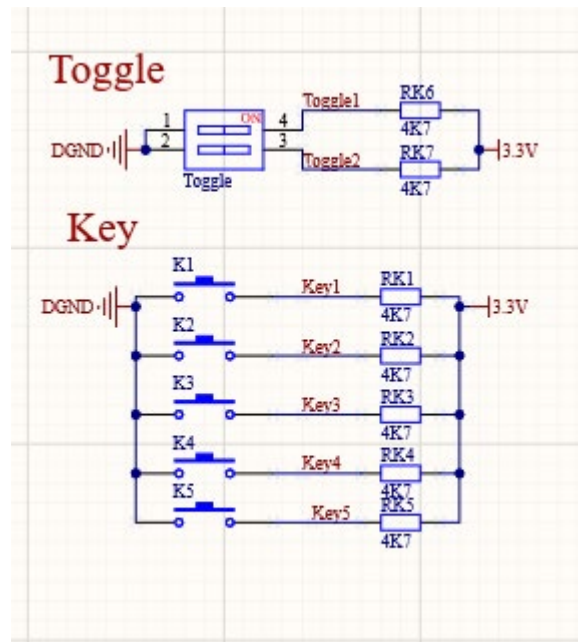 Toggle
RK6
ON
Toggle1
1
4
4K7
2
3
RK7
DGND
3.3V
Toggle2
Toggle
4K7
Key
K1
Key1
RK1
DGND
3.3V
4K7
K2
Key2
RK2
4K7
K3
Key3
RK3
4K7
K4
Key4
RK4
4K7
K5
Key5
RK5
4K7